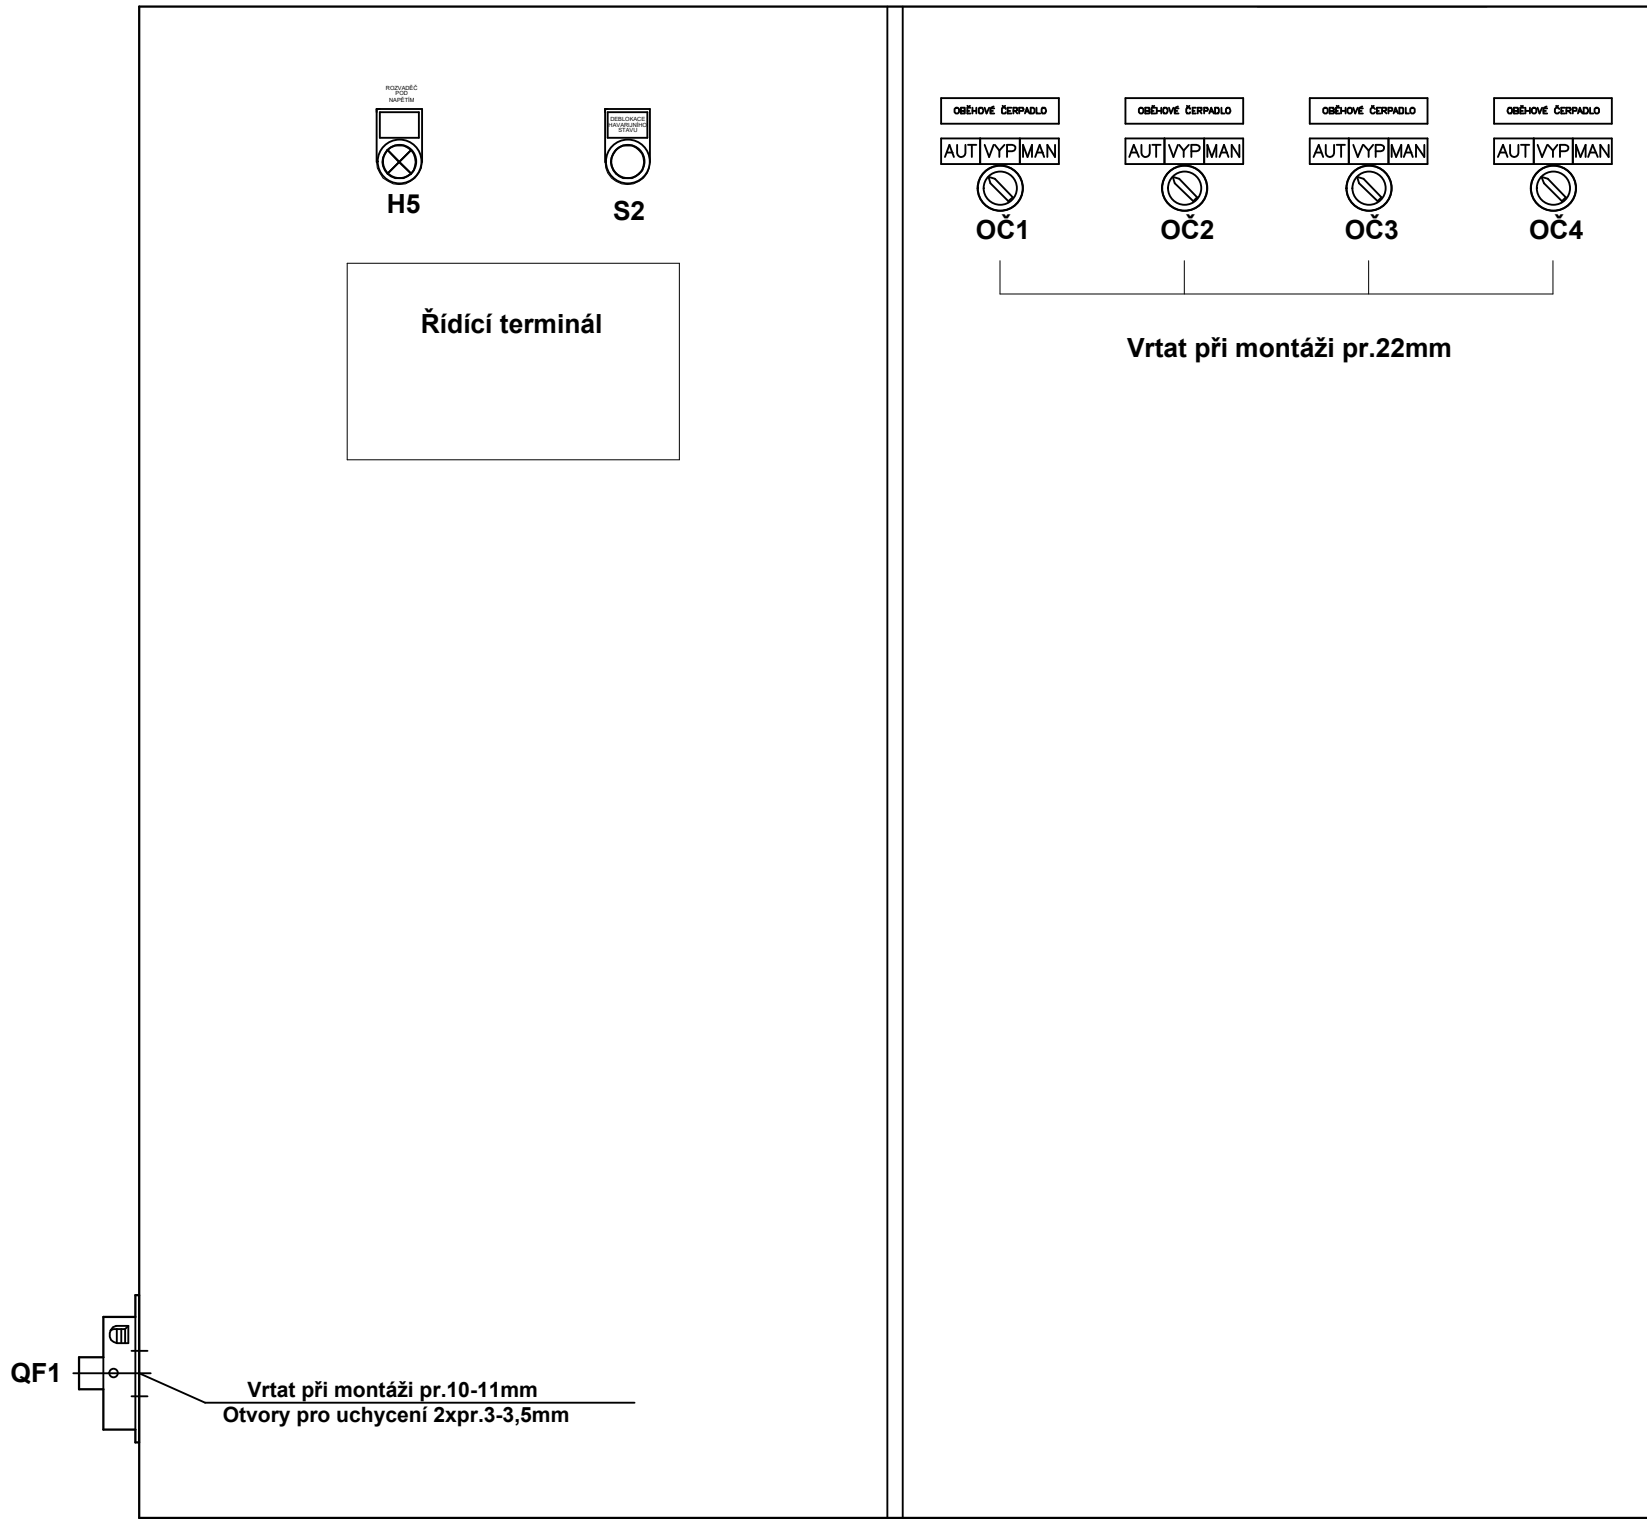 ROZVADĚČ
POD
NAPĚTÍM
H5
DEBLOKACE
HAVARIJNÍHO
STAVU
S2
Řídící terminál
OBĚHOVÉ ČERPADLO
AUT VYP MAN
OČ1
OBĚHOVÉ ČERPADLO
AUT VYP MAN
OČ2
OBĚHOVÉ ČERPADLO
AUT VYP MAN
OČ3
OBĚHOVÉ ČERPADLO
AUT VYP MAN
OČ4
Vrtat při montáži pr.22mm
QF1
Vrtat při montáži pr.10-11mm
Otvory pro uchycení 2xpr.3-3,5mm